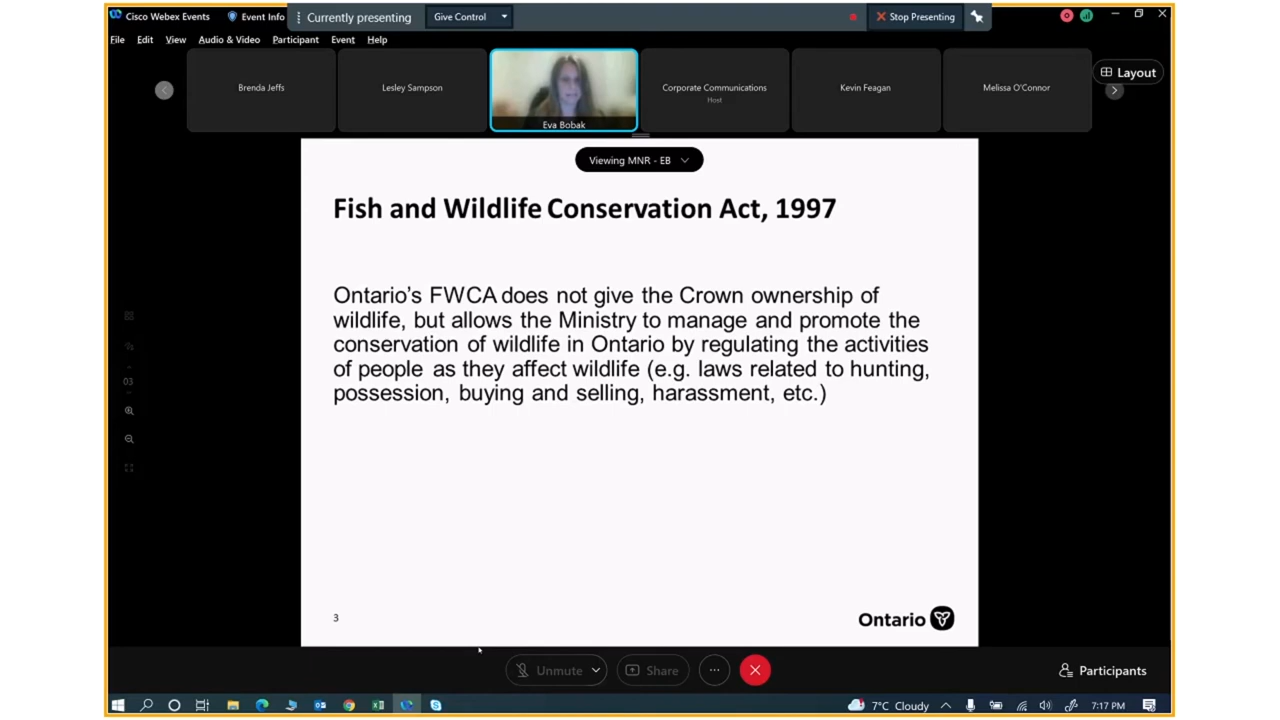 Cisco Webex Events
Event Info
Currently presenting
Give Control
Stop Presenting
File Edit View Audio & Video Participant Event Help
Brenda Jeffs
Lesley Sampson
Eva Bobak
Corporate Communications
Host
Kevin Feagan
Melissa O'Connor
Layout
Viewing MNR - EB
Fish and Wildlife Conservation Act, 1997
Ontario's FWCA does not give the Crown ownership of
wildlife, but allows the Ministry to manage and promote the
conservation of wildlife in Ontario by regulating the activities
of people as they affect wildlife (e.g. laws related to hunting,
possession, buying and selling, harassment, etc.)
03
3
Ontario
Unmute
Share
Participants
7°C Cloudy
7:17 PM